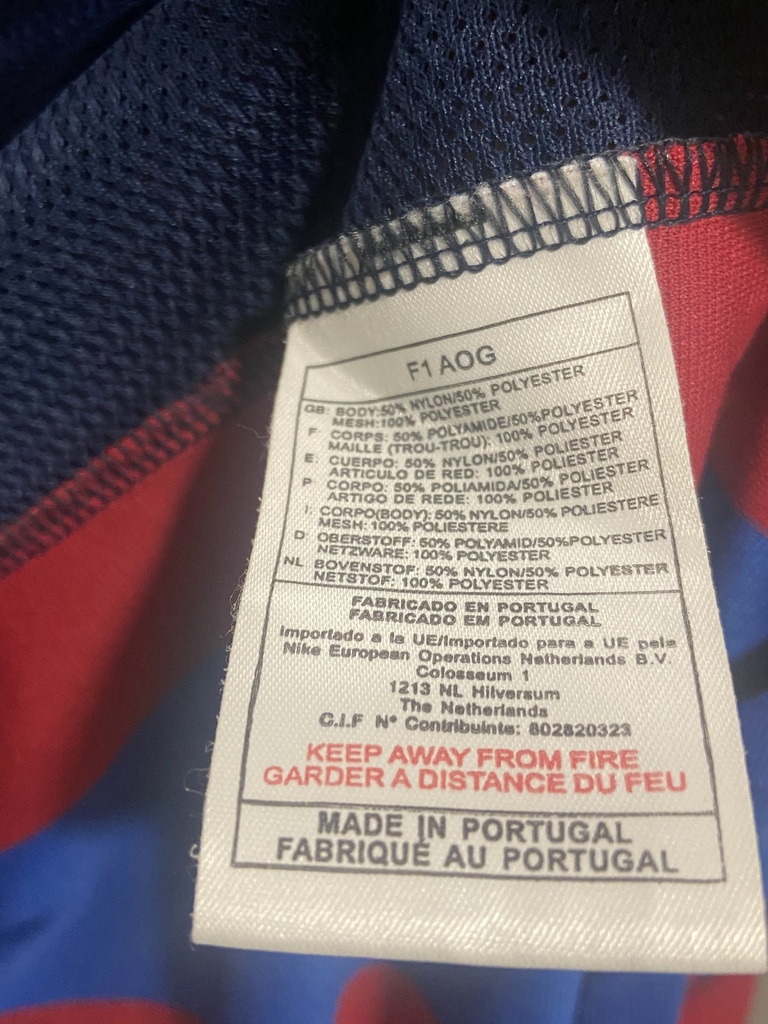 F1 AOG
GB: BODY:50% NYLON/50% POLYESTER
MESH:100% POLYESTER
F CORPS: 50% POLYAMIDE/50%POLYESTER
MAILLE (TROU-TROU): 100% POLYESTER
E: CUERPO: 50% NYLON/50% POLIESTER
ARTICULO DE RED: 100% POLIESTER
P CORPO: 50% POLIAMIDA/50% POLIESTER
ARTIGO DE REDE: 100% POLIESTER
I: CORPO(BODY): 50% NYLON/50% POLIESTERE
MESH: 100% POLIESTERE
D OBERSTOFF: 50% POLYAMID/50%POLYESTER
NETZWARE: 100% POLYESTER
NL BOVENSTOF: 50% NYLON/50% POLYESTER
NETSTOF: 100% POLYESTER
FABRICADO EN PORTUGAL
FABRICADO EM PORTUGAL
Importado a la UE/Importado para a UE pela
Nike European Operations Netherlands B.V.
Colosseum 1
1213 NL Hilversum
The Netherlands
C.I.F Nº Contribuinte: 802820323
KEEP AWAY FROM FIRE
GARDER A DISTANCE DU FEU
MADE IN PORTUGAL
FABRIQUÉ AU PORTUGAL